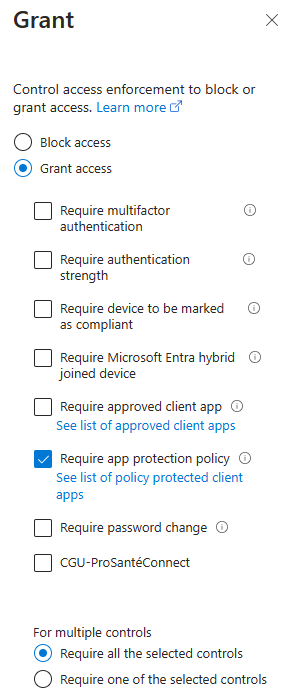 Grant
Control access enforcement to block or
grant access. Learn more
Block access
Grant access
Require multifactor
authentication
Require authentication
strength
Require device to be marked
as compliant
Require Microsoft Entra hybrid
joined device
Require approved client app
See list of approved client apps
Require app protection policy
See list of policy protected client
apps
Require password change
CGU-ProSantéConnect
For multiple controls
Require all the selected controls
Require one of the selected controls